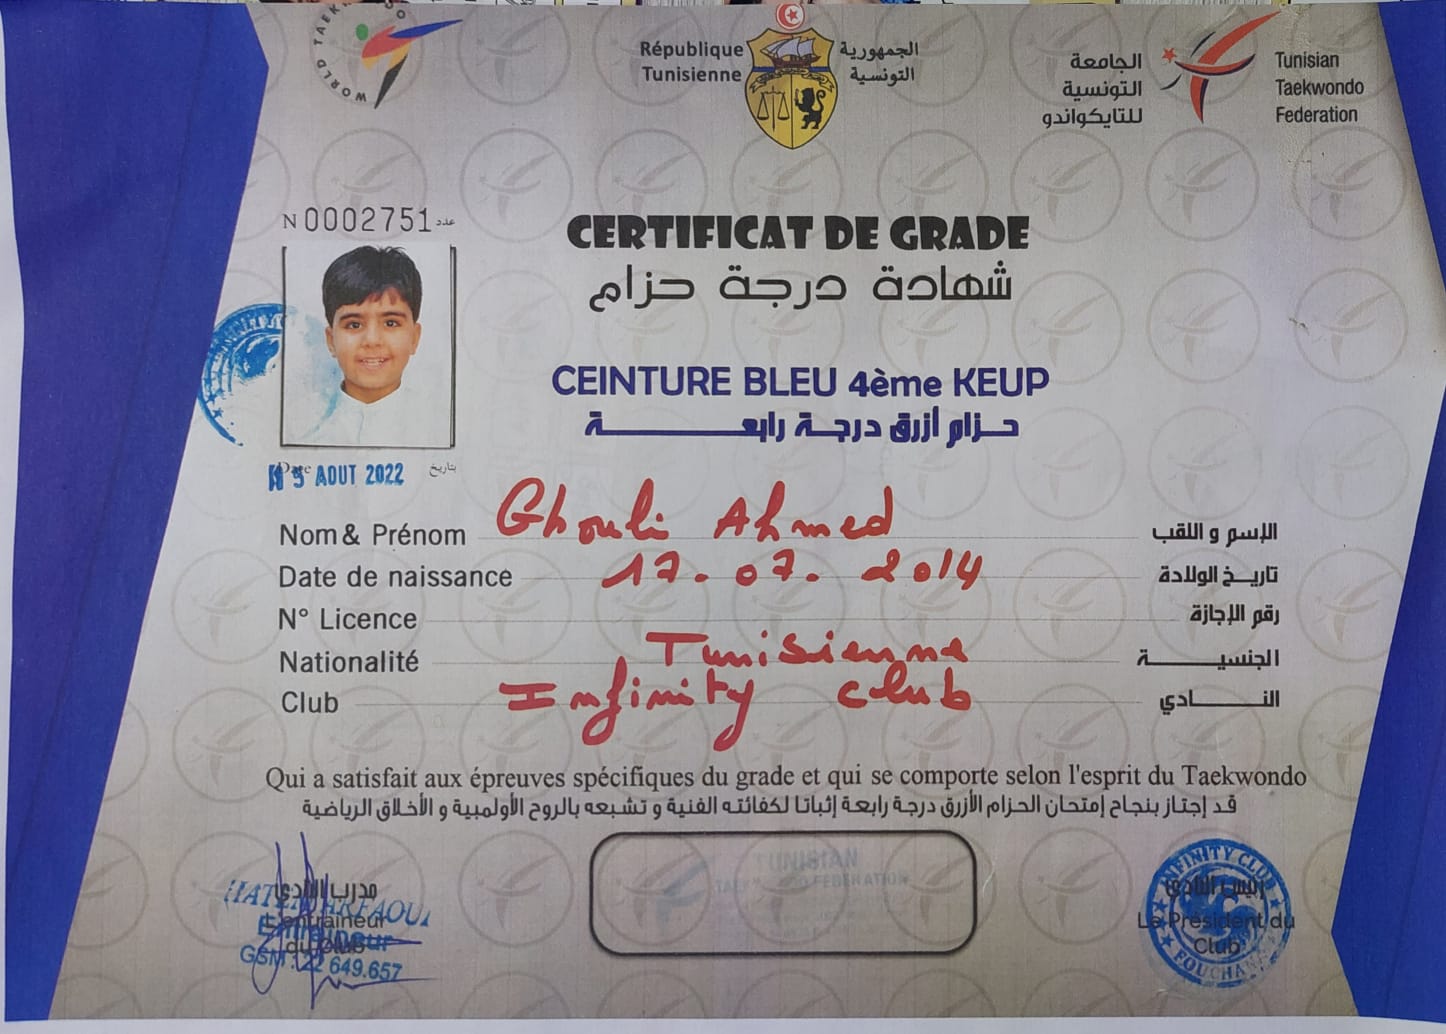 WORLD TAEK
République
Tunisienne
الجمهورية
التونسية
الجامعة
التونسية
للتايكواندو
Tunisian
Taekwondo
Federation
N 0002751 عدد
CERTIFICAT DE GRADE
شهادة درجة حزام
CEINTURE BLEU 4ème KEUP
حزام أزرق درجة رابعة
Date 5 AOUT 2022 بتاريخ
Nom & Prénom Ghouli Ahmed الإسم و اللقب
Date de naissance 17.07.2014 تاريخ الولادة
N° Licence رقم الإجازة
Nationalité Tunisienne الجنسية
Club Infinity club النادي
Qui a satisfait aux épreuves spécifiques du grade et qui se comporte selon l'esprit du Taekwondo
قد إجتاز بنجاح إمتحان الحزام الأزرق درجة رابعة إثباتا لكفائته الفنية و تشبعه بالروح الأولمبية و الأخلاق الرياضية
مدرب النادي
L'entraineur
du Club
Entraineur
GSM : 22 649.657
TUNISIAN
TAEKWONDO FEDERATION
INFINITY CLUB
رئيس النادي
Le Président du
Club
FOUCHANA